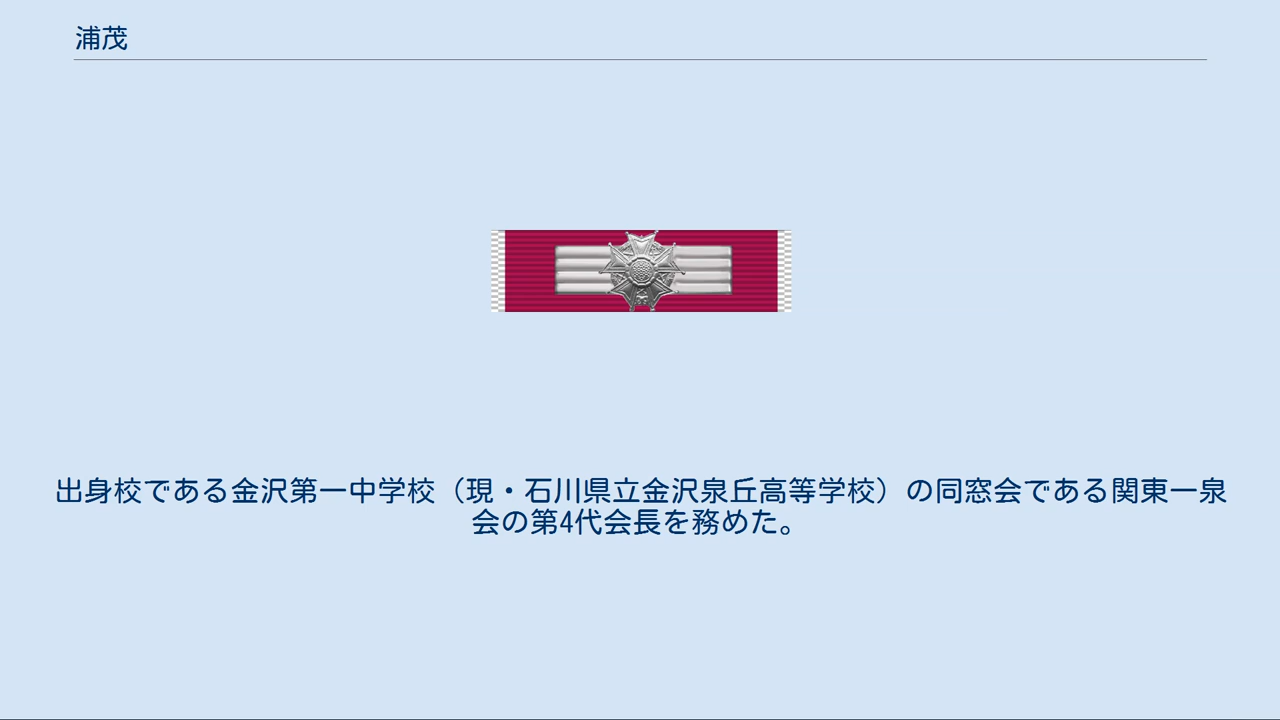 浦茂
出身校である金沢第一中学校（現・石川県立金沢泉丘高等学校）の同窓会である関東一泉
会の第4代会長を務めた。